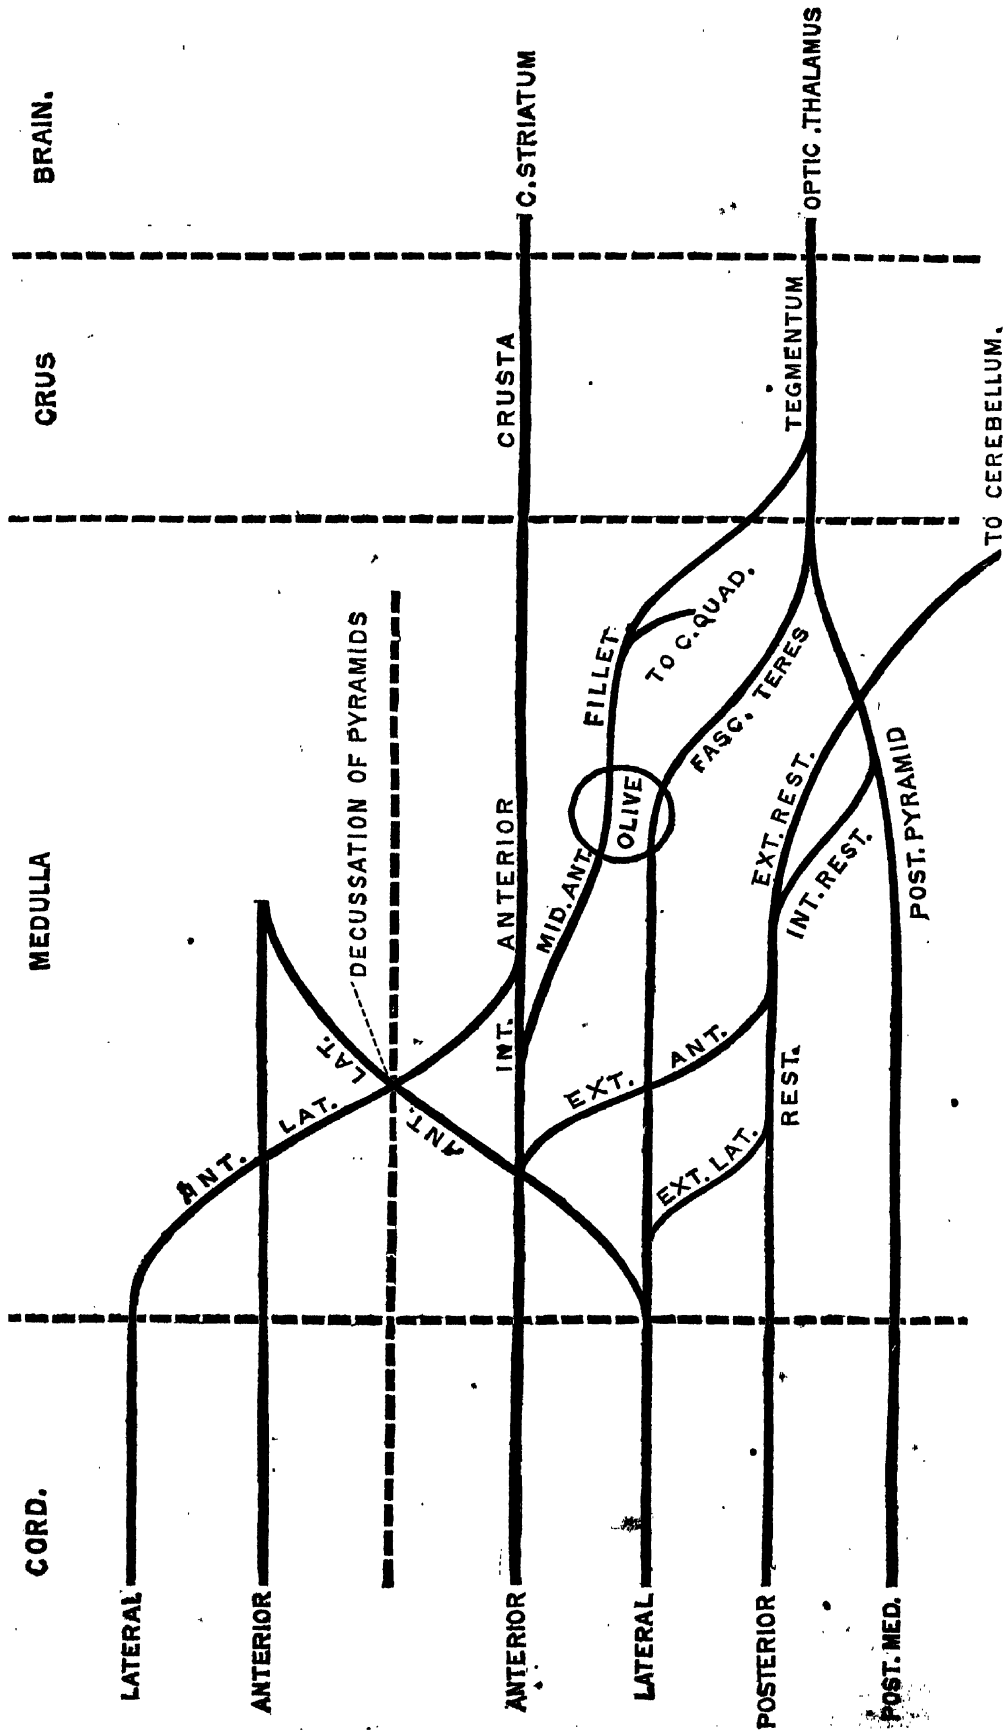 CORD.
MEDULLA
CRUS
BRAIN.
LATERAL
ANTERIOR
ANTERIOR
LATERAL
POSTERIOR
POST. MED.
ANT. LAT.
LAT.
ANT.
DECUSSATION OF PYRAMIDS
INT. ANTERIOR
CRUSTA
C. STRIATUM
MID. ANT.
OLIVE
FILLET
TO C. QUAD.
FASC. TERES
TEGMENTUM
OPTIC .THALAMUS
EXT. ANT.
EXT. LAT.
REST.
EXT. REST.
INT. REST.
POST. PYRAMID
TO CEREBELLUM.